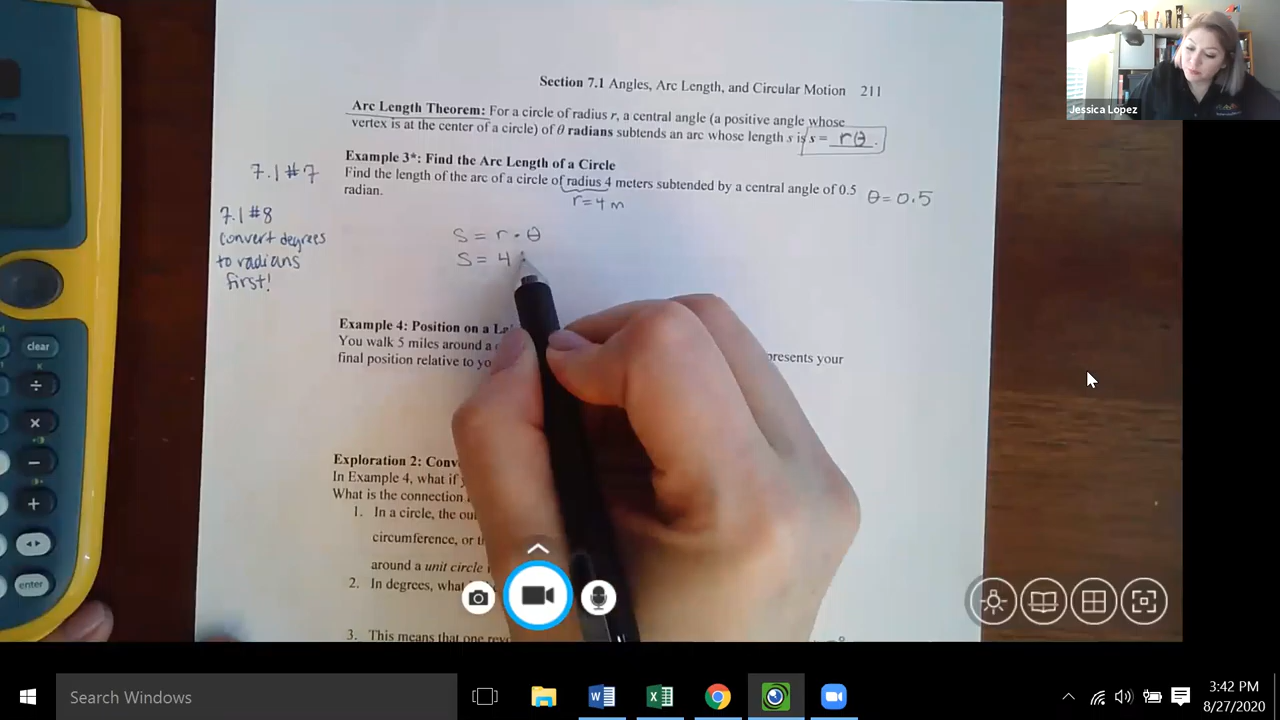 Section 7.1 Angles, Arc Length, and Circular Motion 211
Arc Length Theorem: For a circle of radius r, a central angle (a positive angle whose
vertex is at the center of a circle) of θ radians subtends an arc whose length s is s = rθ.
Example 3*: Find the Arc Length of a Circle
7.1 #7
Find the length of the arc of a circle of radius 4 meters subtended by a central angle of 0.5
radian.
θ = 0.5
r = 4 m
7.1 #8
convert degrees
to radians
first!
S = r · θ
S = 4 ·
Example 4: Position on a
You walk 5 miles around a
presents your
final position relative to
Exploration 2:
In Example 4, what if
What is the connection
1. In a circle, the
circumference, or
around a unit circle
2. In degrees,
3. This means that one
Jessica Lopez
clear
÷
×
−
+
enter
Search Windows
3:42 PM
8/27/2020